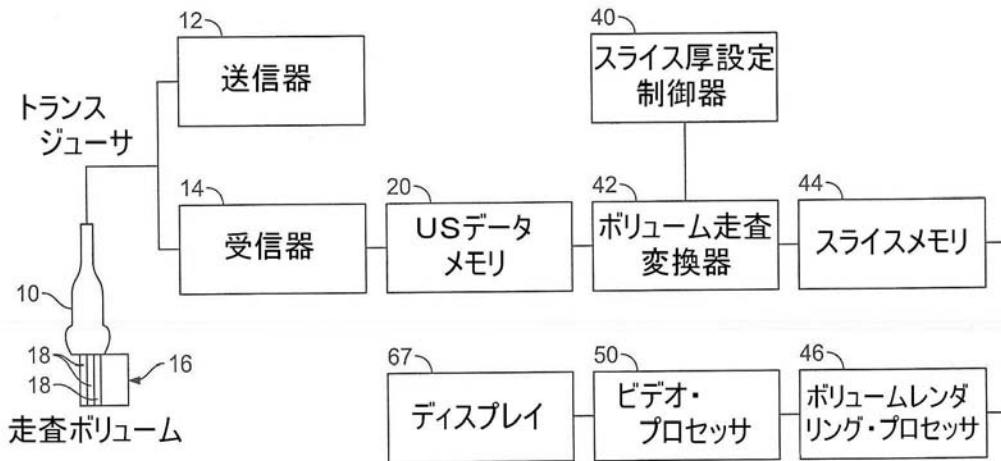 12
送信器
トランス
ジューサ
40
スライス厚設定
制御器
14
受信器
20
USデータ
メモリ
42
ボリューム走査
変換器
44
スライスメモリ
10
18
18
16
走査ボリューム
67
ディスプレイ
50
ビデオ・
プロセッサ
46
ボリュームレンダ
リング・プロセッサ